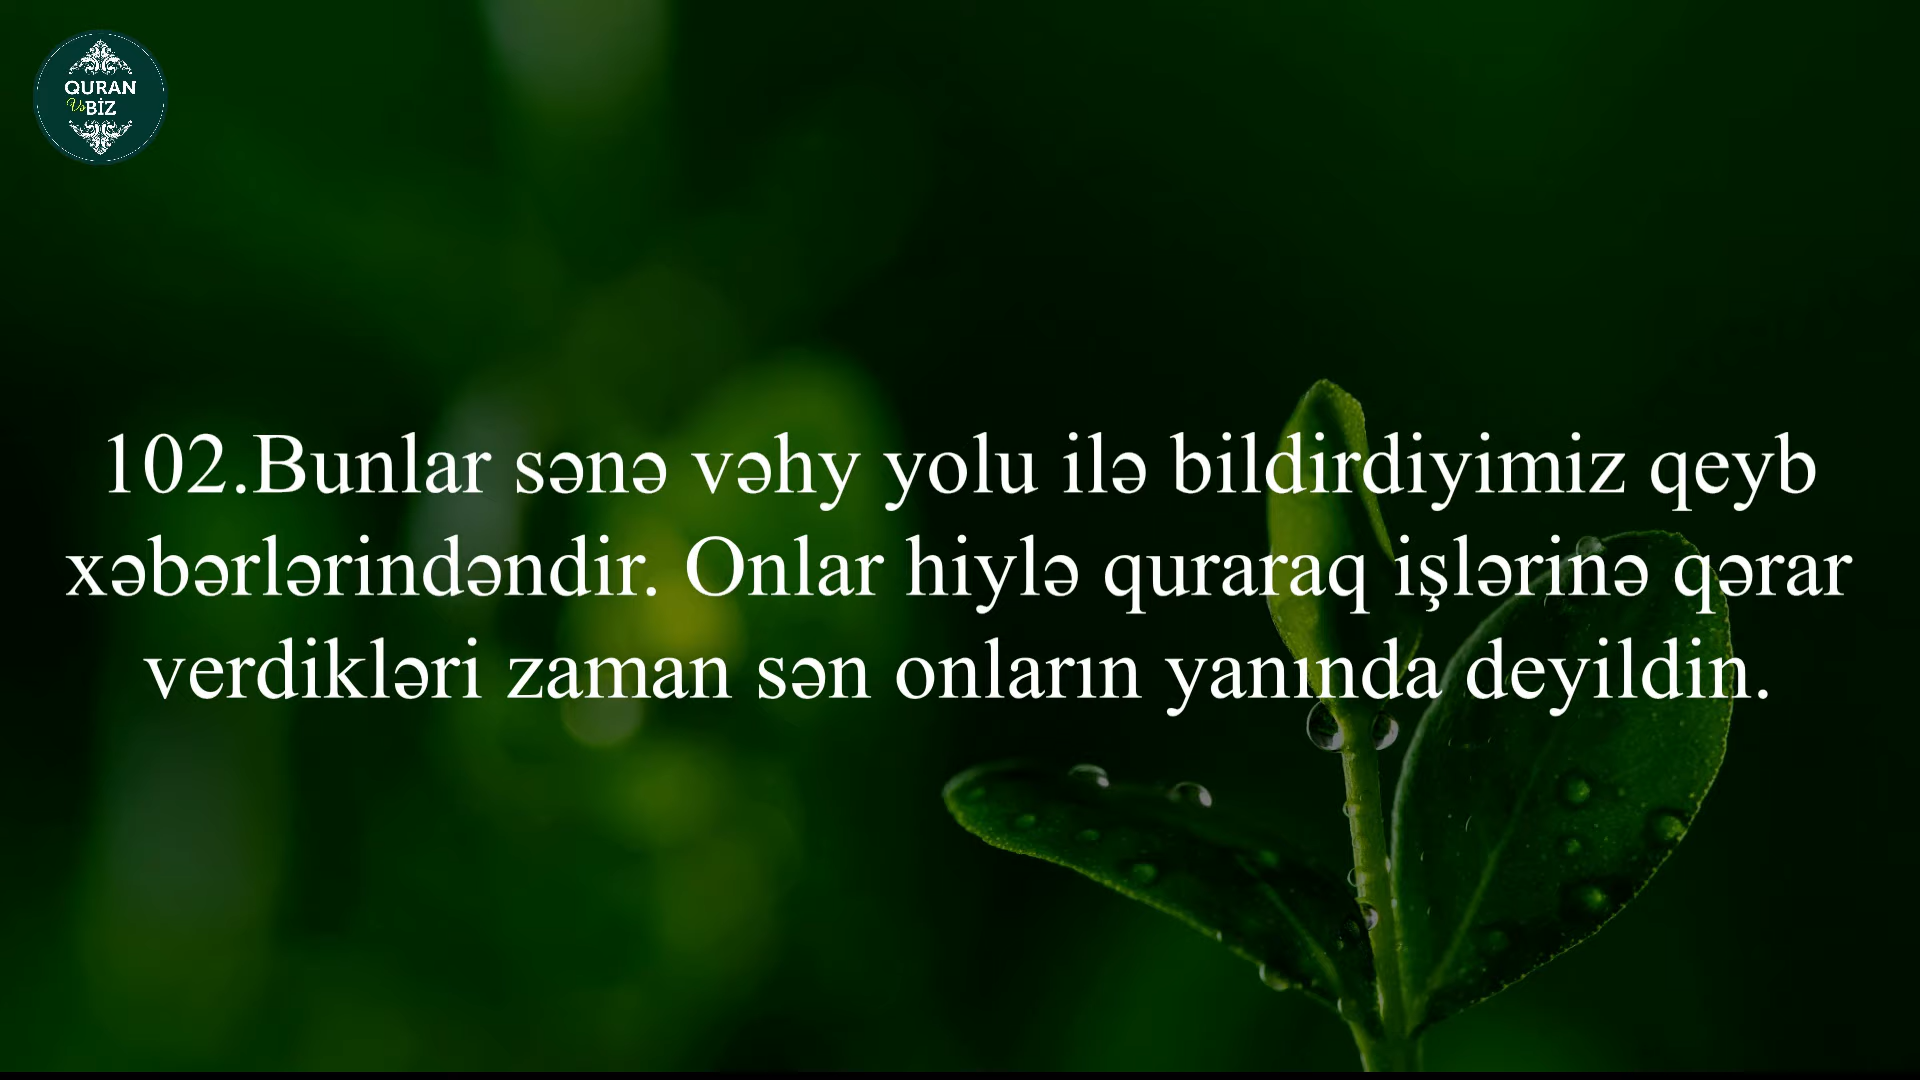 QURAN
Və BİZ
102.Bunlar sənə vəhy yolu ilə bildirdiyimiz qeyb
xəbərlərindəndir. Onlar hiylə quraraq işlərinə qərar
verdikləri zaman sən onların yanında deyildin.